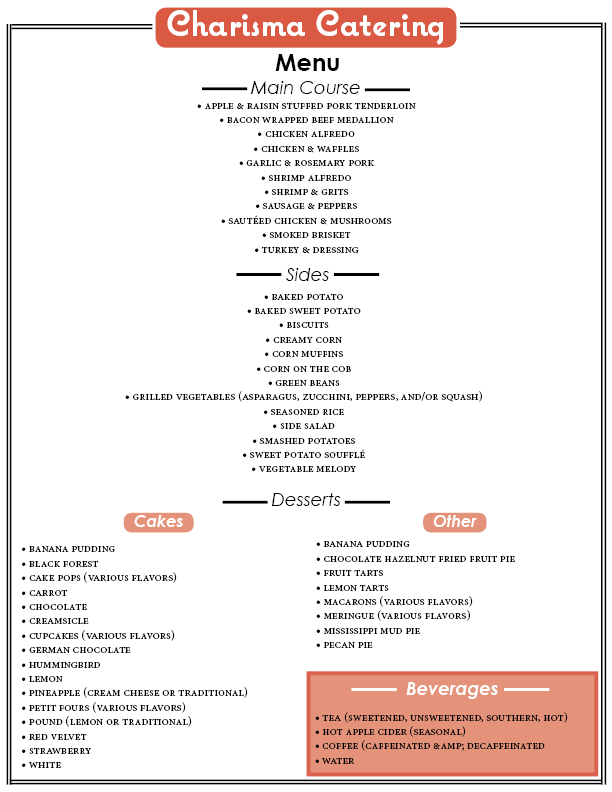 Charisma Catering
Menu
Main Course
• APPLE & RAISIN STUFFED PORK TENDERLOIN
• BACON WRAPPED BEEF MEDALLION
• CHICKEN ALFREDO
• CHICKEN & WAFFLES
• GARLIC & ROSEMARY PORK
• SHRIMP ALFREDO
• SHRIMP & GRITS
• SAUSAGE & PEPPERS
• SAUTÉED CHICKEN & MUSHROOMS
• SMOKED BRISKET
• TURKEY & DRESSING
Sides
• BAKED POTATO
• BAKED SWEET POTATO
• BISCUITS
• CREAMY CORN
• CORN MUFFINS
• CORN ON THE COB
• GREEN BEANS
• GRILLED VEGETABLES (ASPARAGUS, ZUCCHINI, PEPPERS, AND/OR SQUASH)
• SEASONED RICE
• SIDE SALAD
• SMASHED POTATOES
• SWEET POTATO SOUFFLÉ
• VEGETABLE MELODY
Desserts
Cakes
• BANANA PUDDING
• BLACK FOREST
• CAKE POPS (VARIOUS FLAVORS)
• CARROT
• CHOCOLATE
• CREAMSICLE
• CUPCAKES (VARIOUS FLAVORS)
• GERMAN CHOCOLATE
• HUMMINGBIRD
• LEMON
• PINEAPPLE (CREAM CHEESE OR TRADITIONAL)
• PETIT FOURS (VARIOUS FLAVORS)
• POUND (LEMON OR TRADITIONAL)
• RED VELVET
• STRAWBERRY
• WHITE
Other
• BANANA PUDDING
• CHOCOLATE HAZELNUT FRIED FRUIT PIE
• FRUIT TARTS
• LEMON TARTS
• MACARONS (VARIOUS FLAVORS)
• MERINGUE (VARIOUS FLAVORS)
• MISSISSIPPI MUD PIE
• PECAN PIE
Beverages
• TEA (SWEETENED, UNSWEETENED, SOUTHERN, HOT)
• HOT APPLE CIDER (SEASONAL)
• COFFEE (CAFFEINATED &AMP; DECAFFEINATED
• WATER